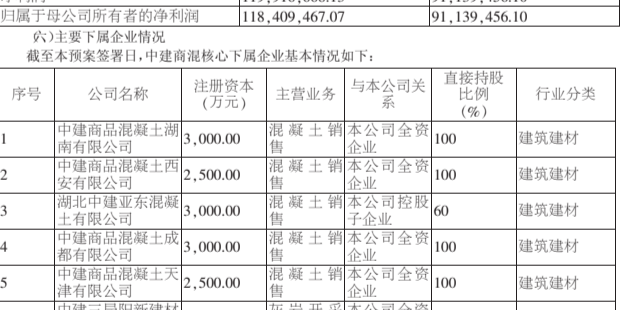 归属于母公司所有者的净利润 118,409,467.07 91,139,456.10
六)主要下属企业情况
截至本预案签署日,中建商混核心下属企业基本情况如下:
序号 公司名称 注册资本(万元) 主营业务 与本公司关系 直接持股比例(%) 行业分类
1 中建商品混凝土湖南有限公司 3,000.00 混凝土销售 本公司全资企业 100 建筑建材
2 中建商品混凝土西安有限公司 2,500.00 混凝土销售 本公司全资企业 100 建筑建材
3 湖北中建亚东混凝土有限公司 3,000.00 混凝土销售 本公司控股子企业 60 建筑建材
4 中建商品混凝土成都有限公司 3,000.00 混凝土销售 本公司全资企业 100 建筑建材
5 中建商品混凝土天津有限公司 2,500.00 混凝土销售 本公司全资企业 100 建筑建材